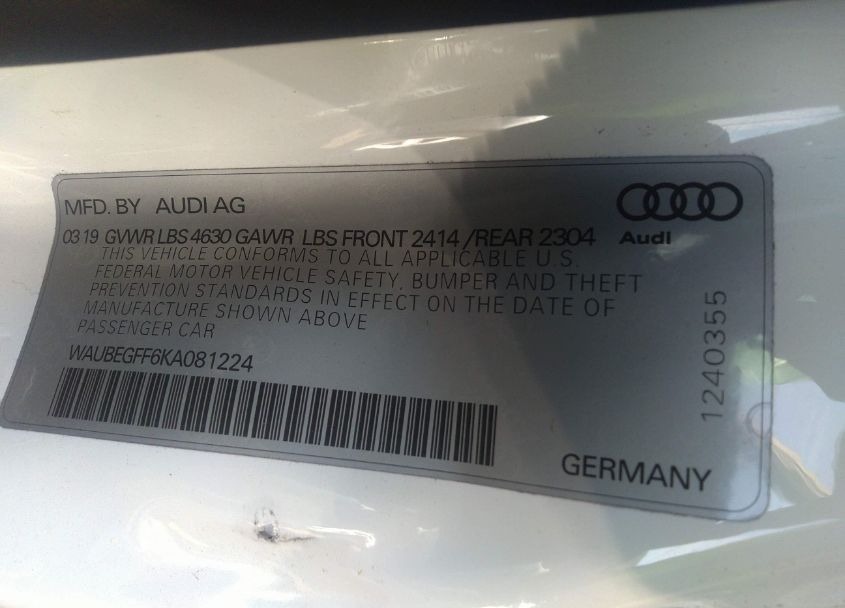 MFD. BY AUDI AG
03 19 GVWR LBS 4630 GAWR LBS FRONT 2414 /REAR 2304
Audi
THIS VEHICLE CONFORMS TO ALL APPLICABLE U.S.
FEDERAL MOTOR VEHICLE SAFETY, BUMPER AND THEFT
PREVENTION STANDARDS IN EFFECT ON THE DATE OF
MANUFACTURE SHOWN ABOVE
PASSENGER CAR
WAUBEGFF6KA081224
1240355
GERMANY